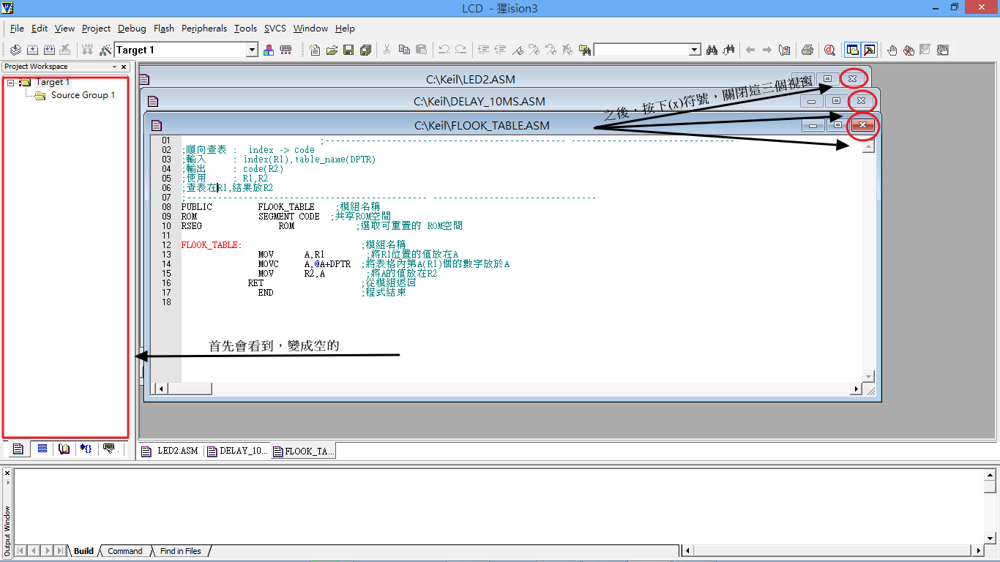 LCD - 猩ision3
File Edit View Project Debug Flash Peripherals Tools SVCS Window Help
LOAD
Target 1
Project Workspace
Target 1
Source Group 1
C:\Keil\LED2.ASM
C:\Keil\DELAY_10MS.ASM
之後，按下(x)符號，關閉這三個視窗
C:\Keil\FLOOK_TABLE.ASM
01 ;----------------------------------------------- --------------------------------
02 ;順向查表 : index -> code
03 ;輸入 : index(R1),table_name(DPTR)
04 ;輸出 : code(R2)
05 ;使用 : R1,R2
06 ;查表在R1,結果放R2
07 ;----------------------------------------------- --------------------------------
08 PUBLIC FLOOK_TABLE ;模組名稱
09 ROM SEGMENT CODE ;共享ROM空間
10 RSEG ROM ;選取可重置的 ROM空間
11
12 FLOOK_TABLE: ;模組名稱
13 MOV A,R1 ;將R1位置的值放在A
14 MOVC A,@A+DPTR ;將表格內第A(R1)個的數字放於A
15 MOV R2,A ;將A的值放在R2
16 RET ;從模組返回
17 END ;程式結束
18
首先會看到，變成空的
LED2.ASM DELAY_10... FLOOK_TA...
Output Window
Build Command Find in Files